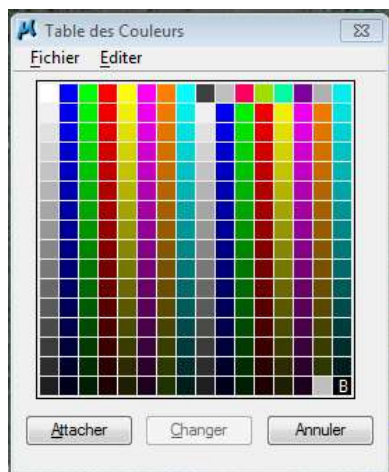 Table des Couleurs
Fichier Editer
B
Attacher Changer Annuler